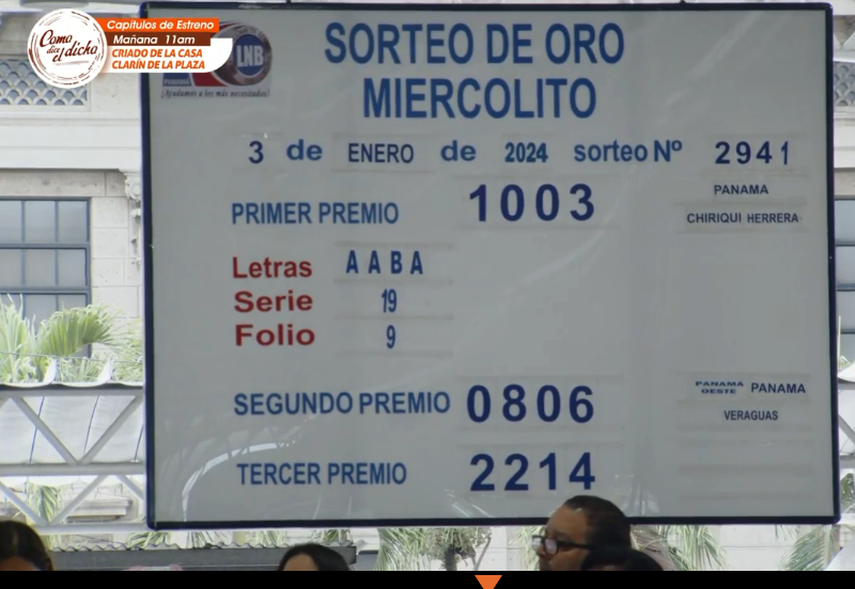 Como
dice
el dicho
Capítulos de Estreno
Mañana 11am
CRIADO DE LA CASA
CLARÍN DE LA PLAZA
LNB
PANAMA
¡Ayudamos a los más necesitados!
SORTEO DE ORO
MIERCOLITO
3 de ENERO de 2024 sorteo Nº 2941
PRIMER PREMIO 1003 PANAMA
CHIRIQUI HERRERA
Letras AABA
Serie 19
Folio 9
SEGUNDO PREMIO 0806 PANAMA OESTE PANAMA
VERAGUAS
TERCER PREMIO 2214